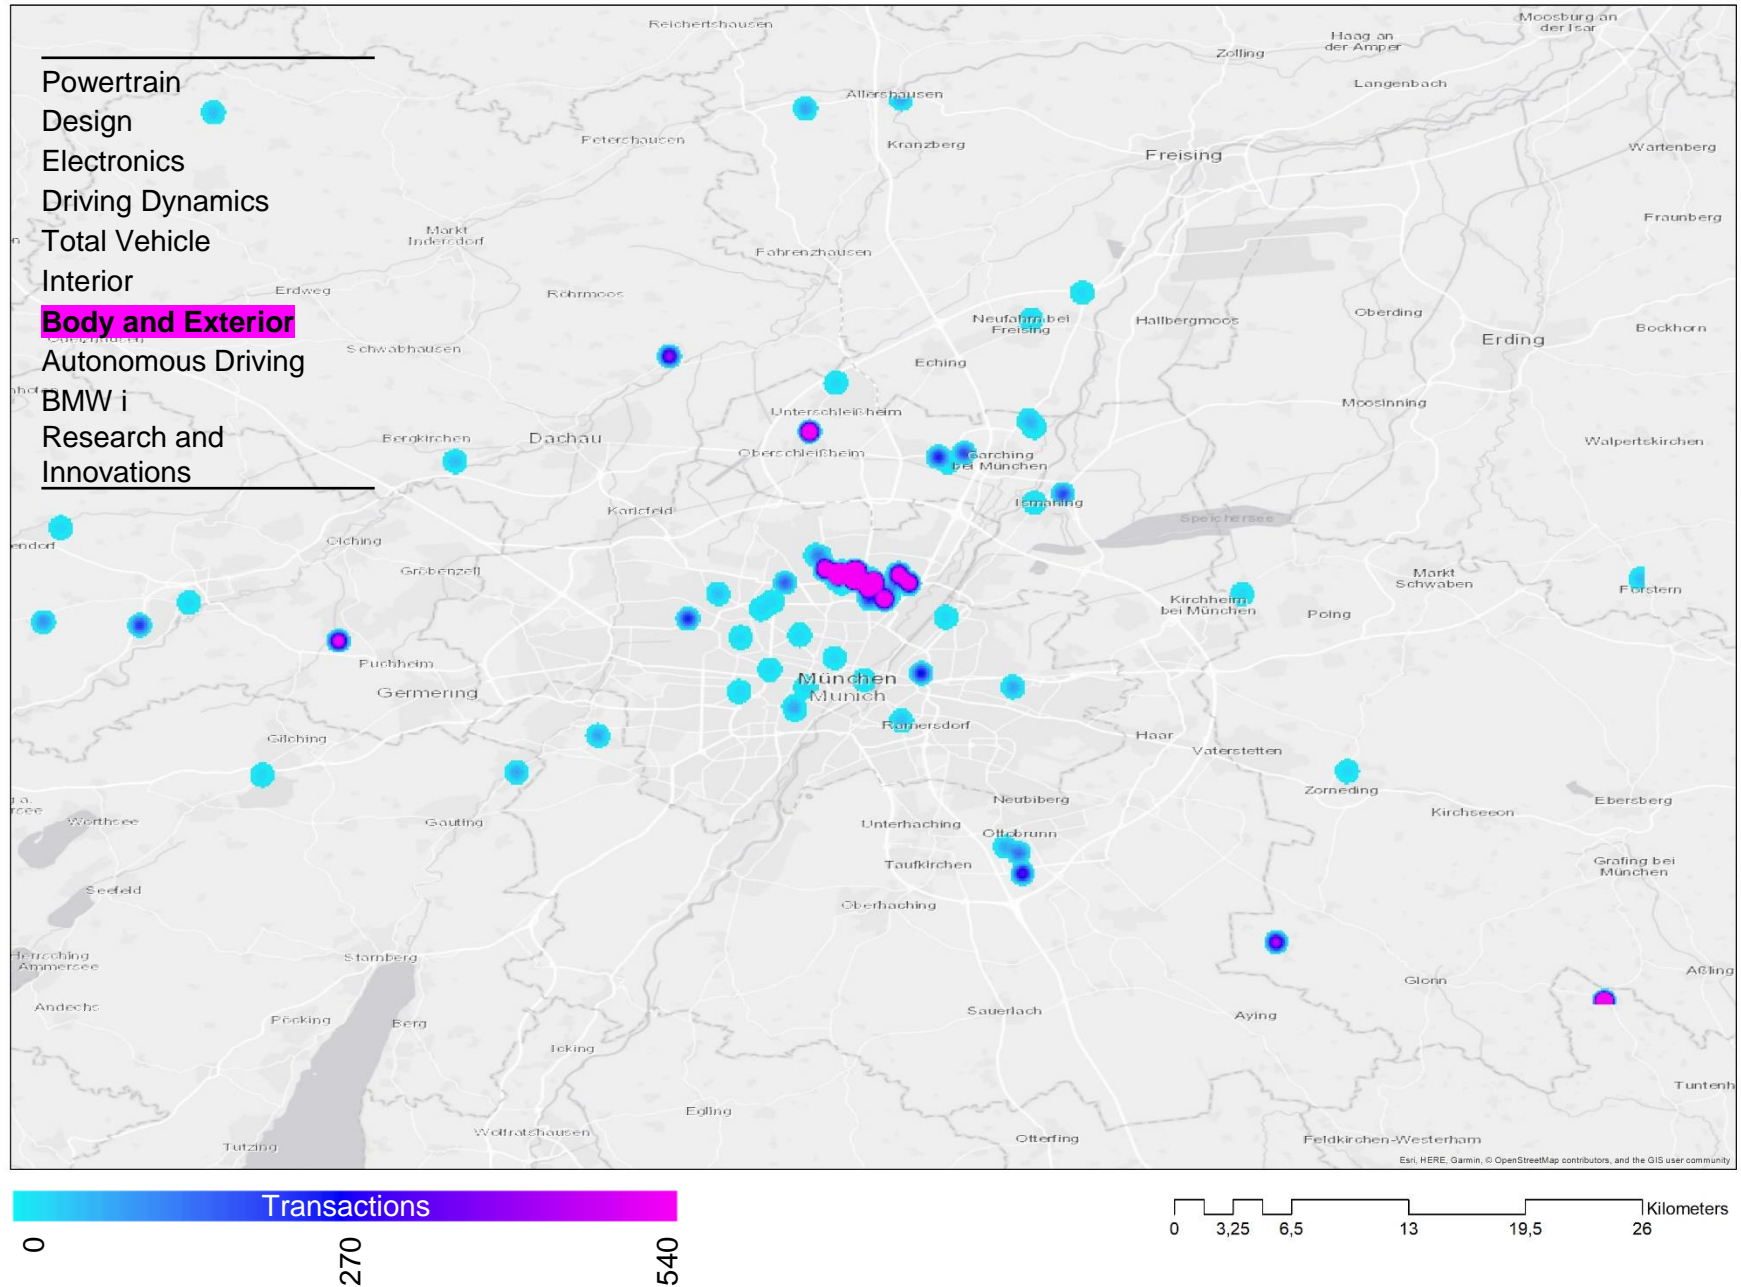 Reichertshausen
Moosburg an
der Isar
Haag an
der Amper
Zolling
Langenbach
Powertrain
Allershausen
Design
Petershausen
Kranzberg
Freising
Wartenberg
Electronics
Driving Dynamics
Fraunberg
Total Vehicle
Markt
Indersdorf
Fahrenzhausen
Interior
Erdweg
Röhrmoos
Neufahrn bei
Freising
Hallbergmoos
Oberding
Bockhorn
Body and Exterior
Erding
Schwabhausen
Eching
Autonomous Driving
BMW i
Unterschleißheim
Moosinning
Research and
Innovations
Bergkirchen
Dachau
Walpertskirchen
Oberschleißheim
Garching
bei München
Karlsfeld
Ismaning
Speichersee
endorf
Olching
Gröbenzell
Markt
Schwaben
Forstern
Kirchheim
bei München
Poing
Puchheim
Germering
München
Munich
Ramersdorf
Haar
Gilching
Vaterstetten
Zorneding
Neubiberg
Ebersberg
Kirchseeon
Worthsee
Gauting
Unterhaching
Ottobrunn
Taufkirchen
Grafing bei
München
Seefeld
Oberhaching
Herrsching
Ammersee
Starnberg
Aßling
Glonn
Andechs
Pöcking
Berg
Sauerlach
Aying
Icking
Tuntenh
Egling
Wolfratshausen
Otterfing
Feldkirchen-Westerham
Tutzing
Esri, HERE, Garmin, © OpenStreetMap contributors, and the GIS user community
Transactions
0 270 540
Kilometers
0 3,25 6,5 13 19,5 26